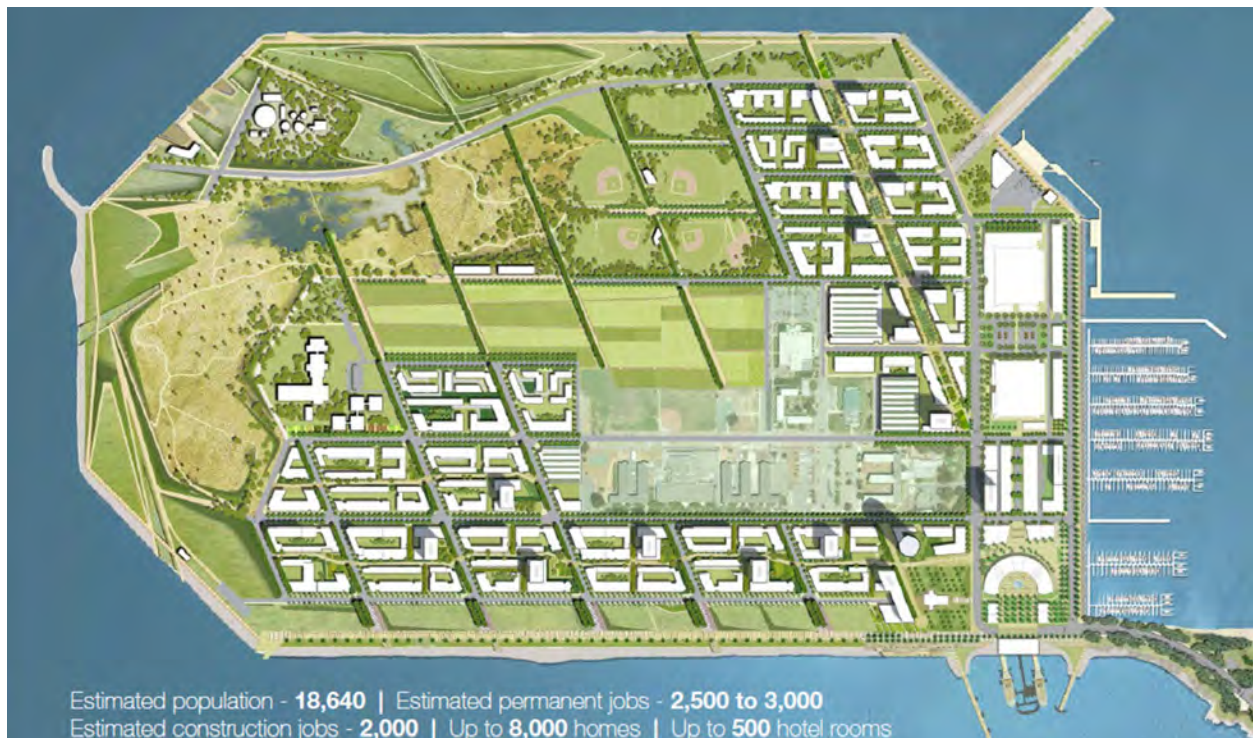 Estimated population - 18,640 | Estimated permanent jobs - 2,500 to 3,000
Estimated construction jobs - 2,000 | Up to 8,000 homes | Up to 500 hotel rooms